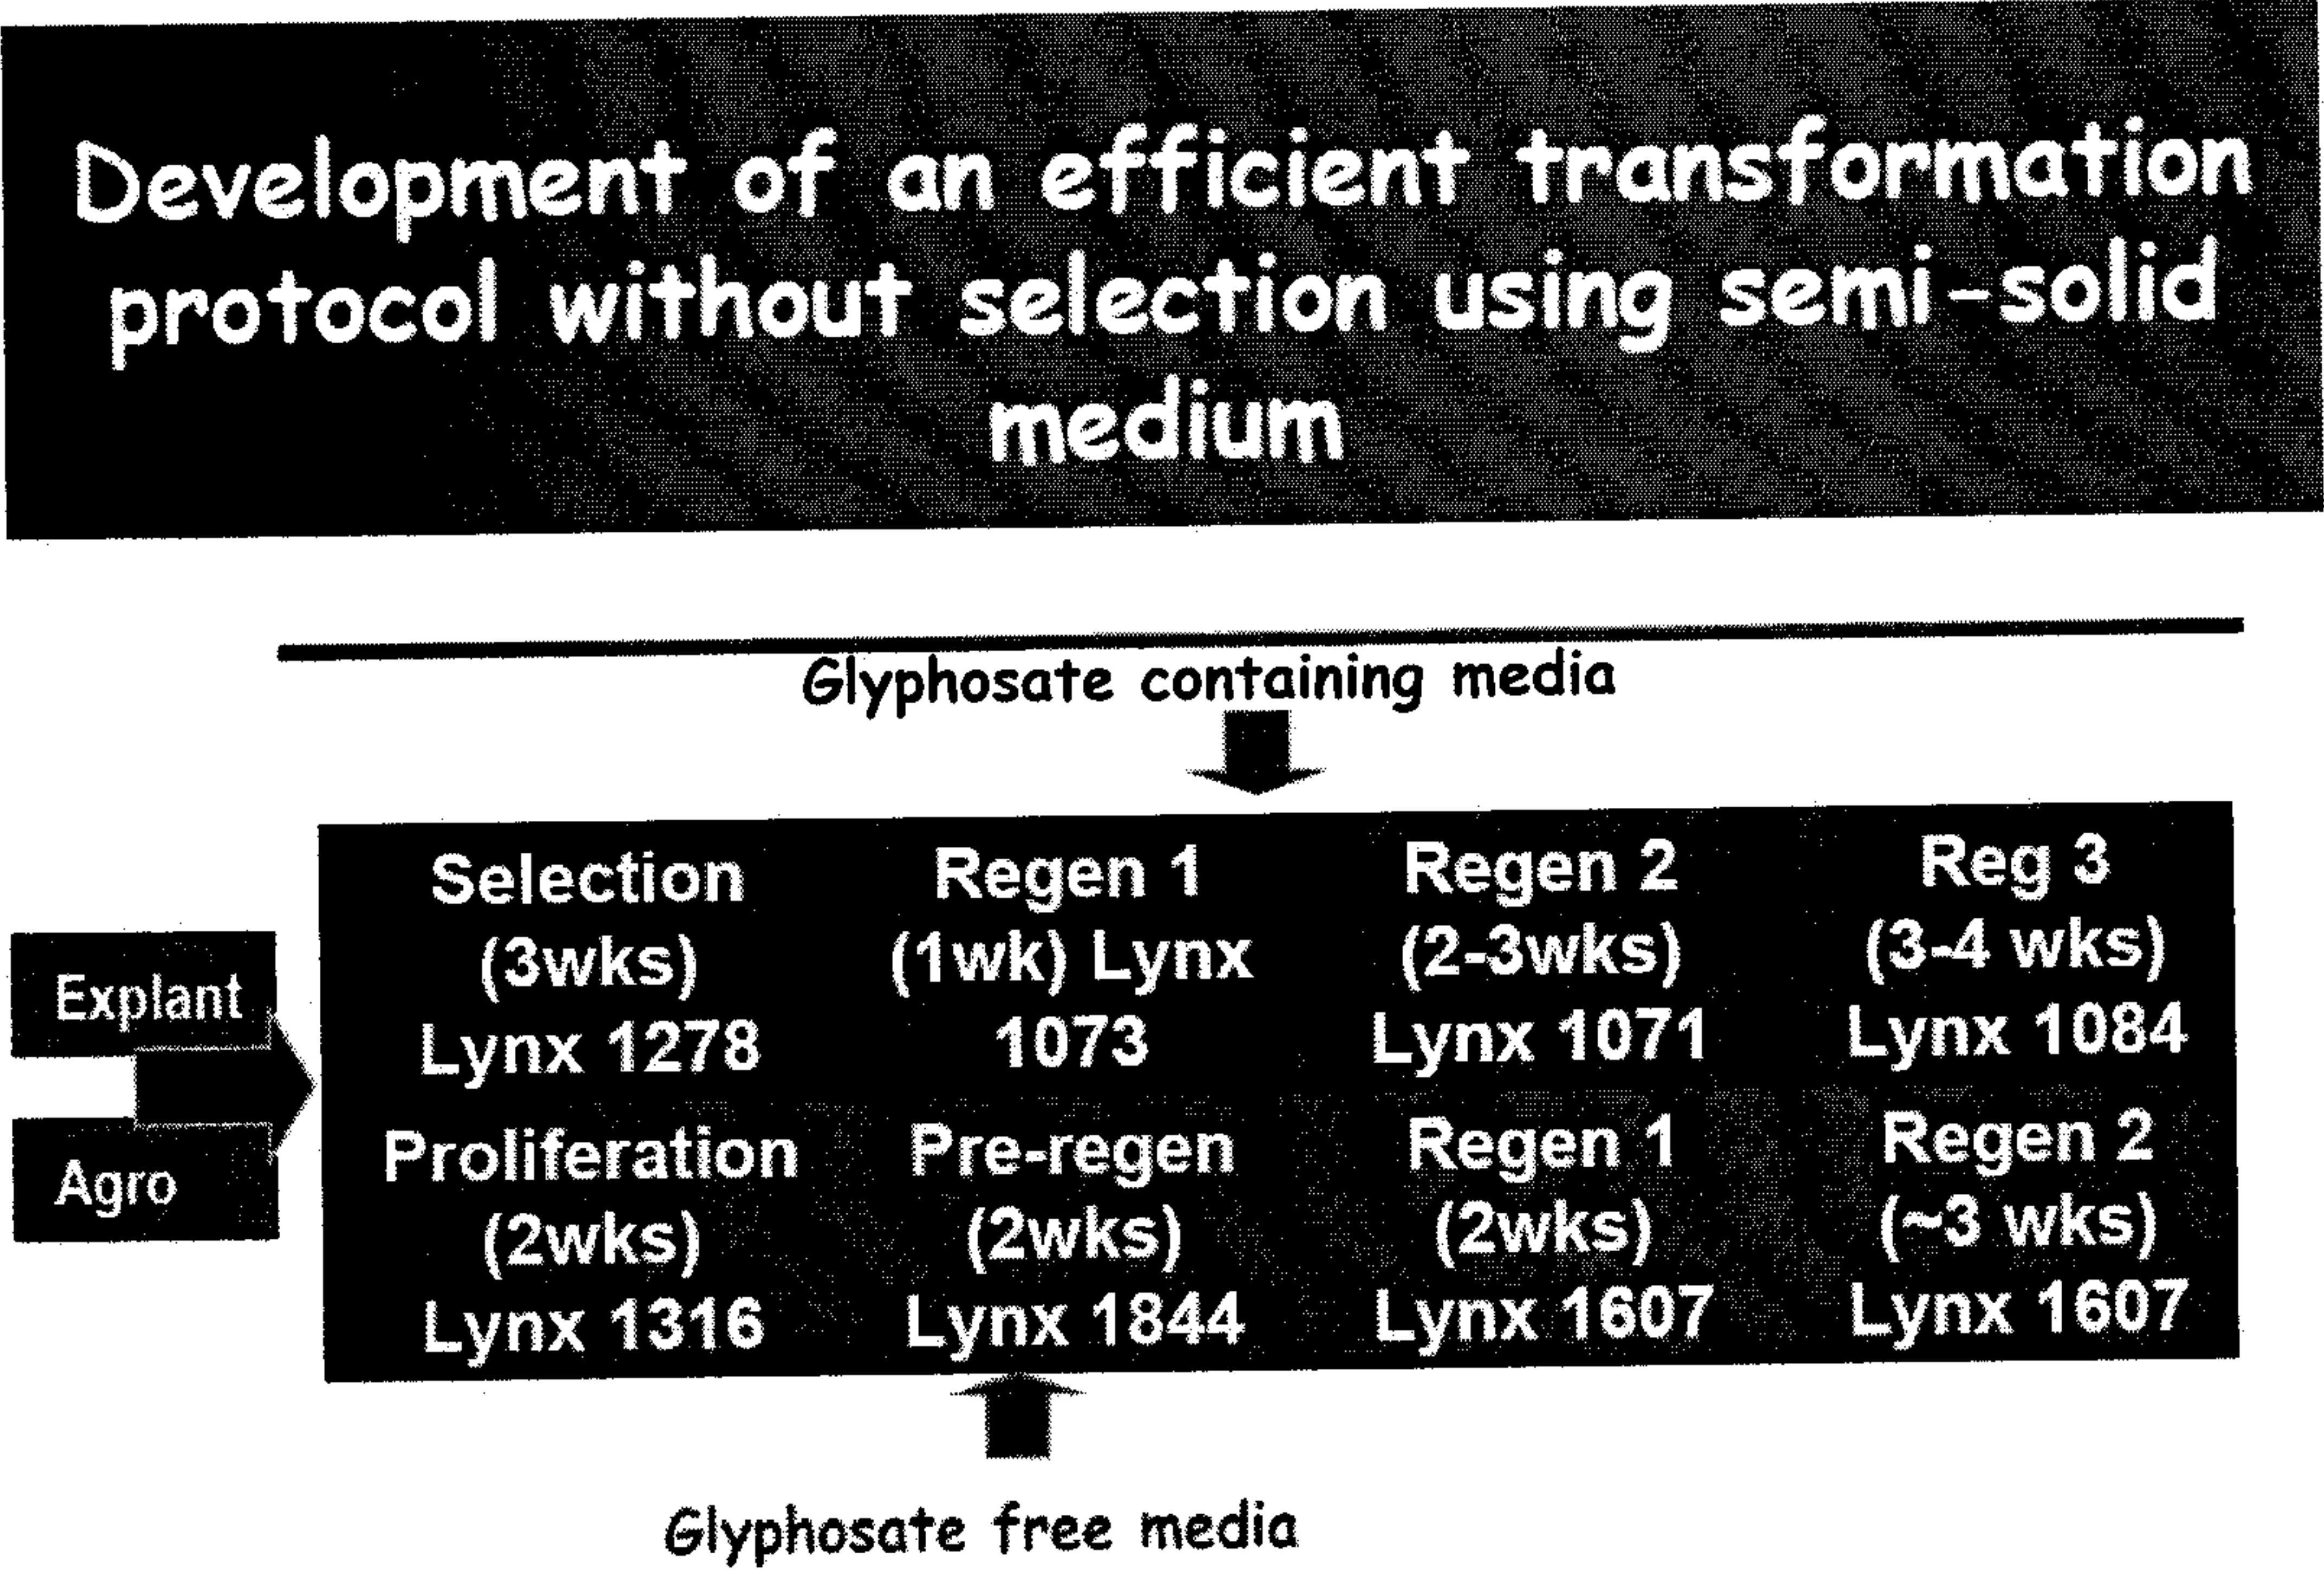 Development of an efficient transformation
protocol without selection using semi-solid
medium
Glyphosate containing media
Explant
Agro
Selection
(3wks)
Lynx 1278
Regen 1
(1wk) Lynx
1073
Regen 2
(2-3wks)
Lynx 1071
Reg 3
(3-4 wks)
Lynx 1084
Proliferation
(2wks)
Lynx 1316
Pre-regen
(2wks)
Lynx 1844
Regen 1
(2wks)
Lynx 1607
Regen 2
(~3 wks)
Lynx 1607
Glyphosate free media